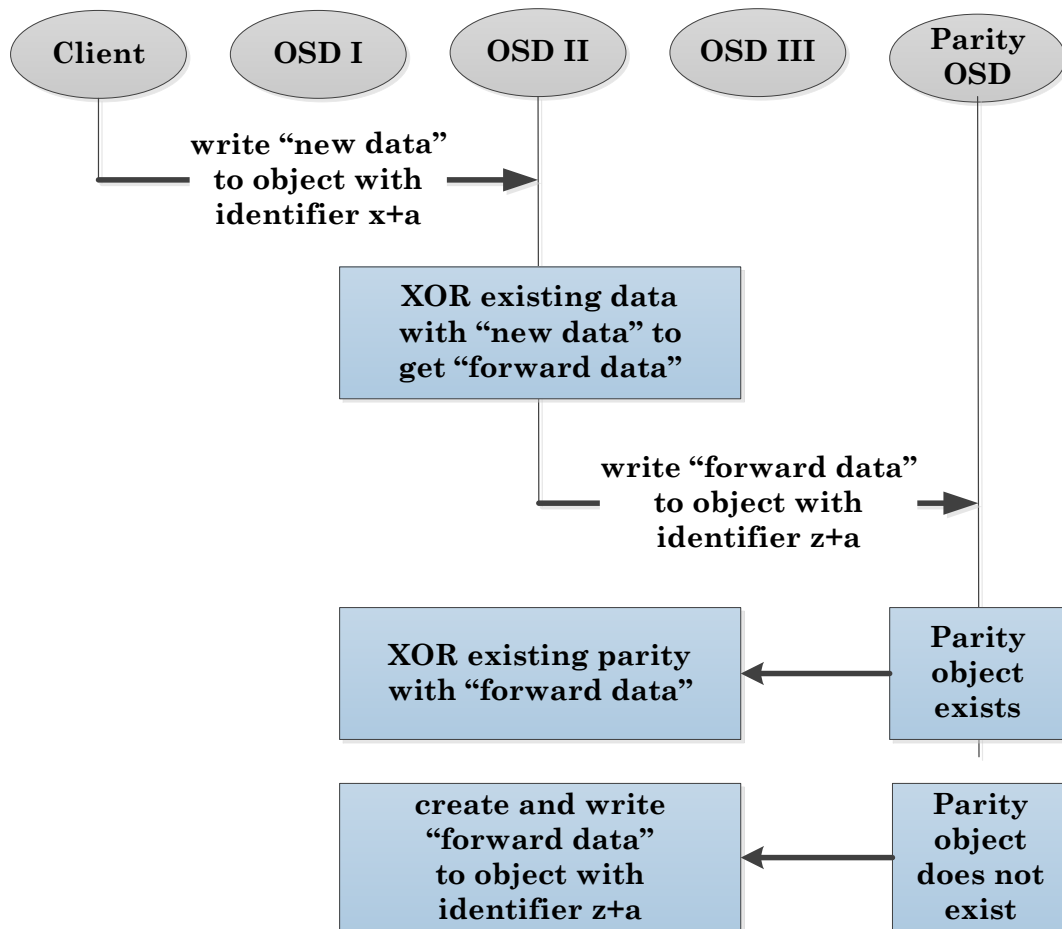 Client
OSD I
OSD II
OSD III
Parity
OSD
write “new data”
to object with
identifier x+a
XOR existing data
with “new data” to
get “forward data”
write “forward data”
to object with
identifier z+a
XOR existing parity
with “forward data”
Parity
object
exists
create and write
“forward data”
to object with
identifier z+a
Parity
object
does not
exist